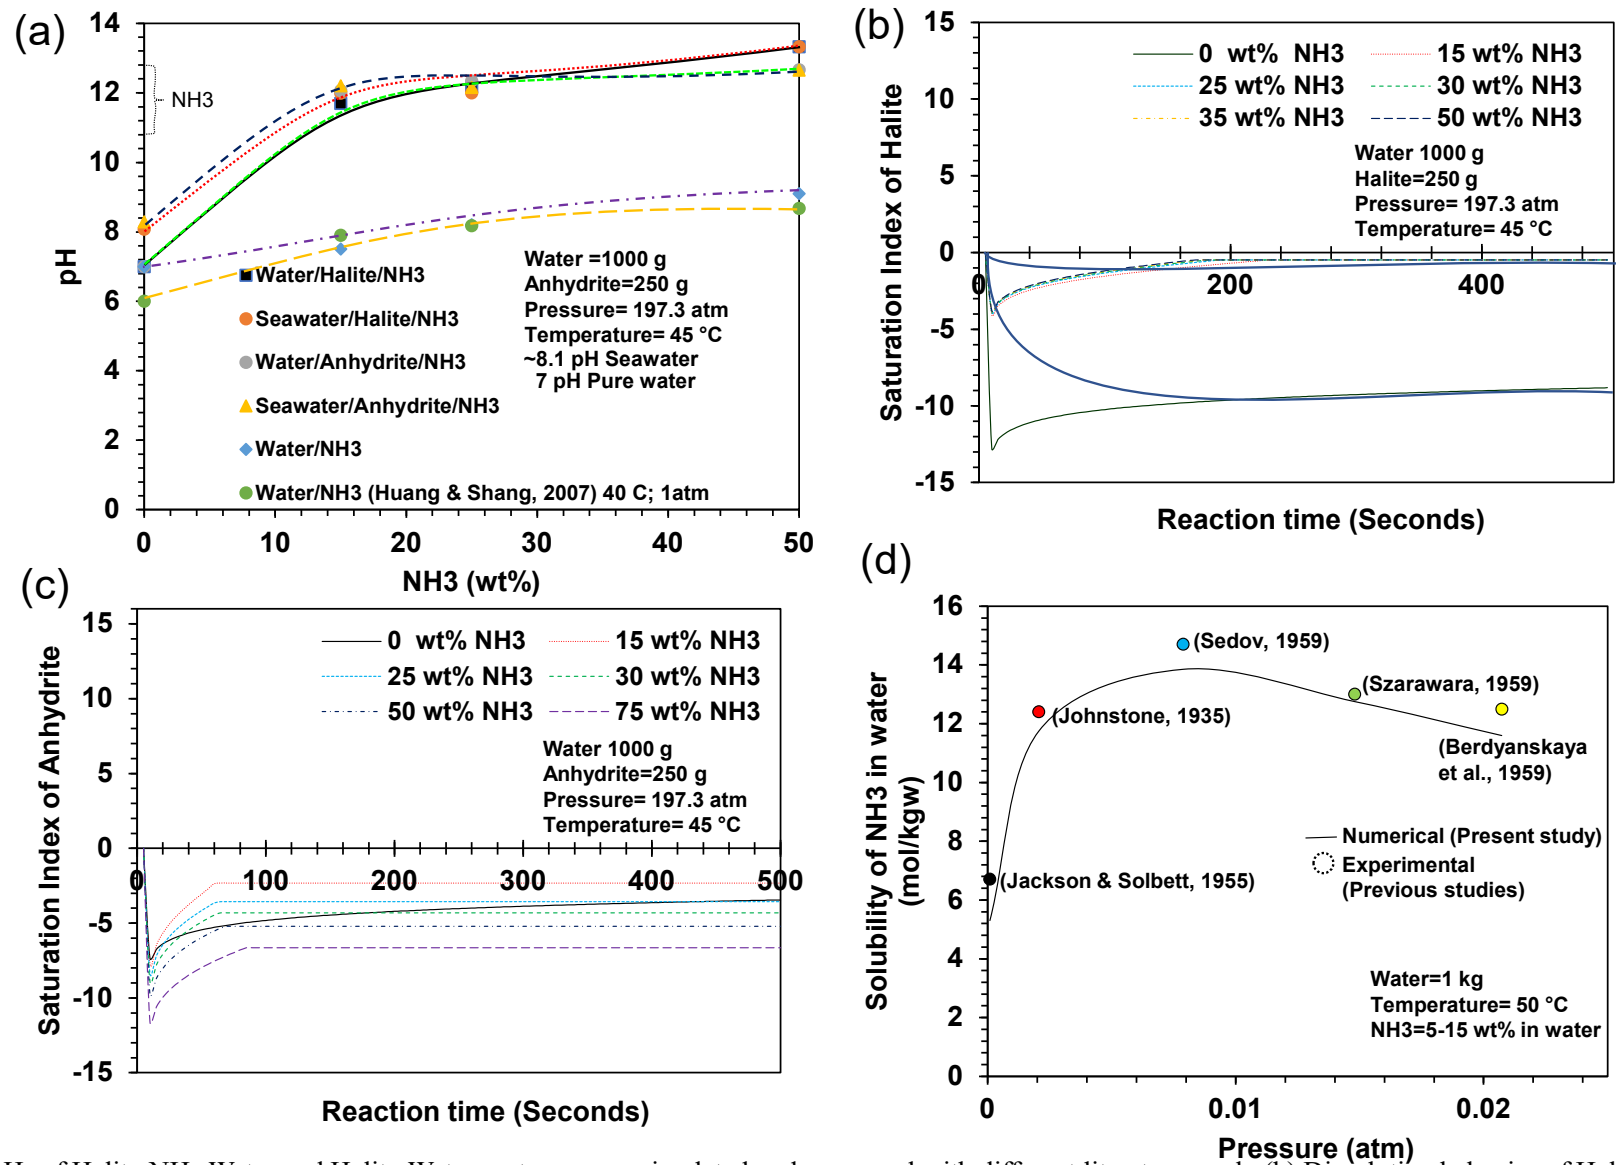 (a)
14
12
10
8
6
4
2
0
pH
NH3
Water =1000 g
Anhydrite=250 g
Pressure= 197.3 atm
Temperature= 45 °C
~8.1 pH Seawater
7 pH Pure water
Water/Halite/NH3
Seawater/Halite/NH3
Water/Anhydrite/NH3
Seawater/Anhydrite/NH3
Water/NH3
Water/NH3 (Huang & Shang, 2007) 40 C; 1atm
0 10 20 30 40 50
NH3 (wt%)
(b)
15
10
5
0
-5
-10
-15
Saturation Index of Halite
0 wt% NH3 15 wt% NH3
25 wt% NH3 30 wt% NH3
35 wt% NH3 50 wt% NH3
Water 1000 g
Halite=250 g
Pressure= 197.3 atm
Temperature= 45 °C
0 200 400
Reaction time (Seconds)
(c)
15
10
5
0
-5
-10
-15
Saturation Index of Anhydrite
0 wt% NH3 15 wt% NH3
25 wt% NH3 30 wt% NH3
50 wt% NH3 75 wt% NH3
Water 1000 g
Anhydrite=250 g
Pressure= 197.3 atm
Temperature= 45 °C
0 100 200 300 400 500
Reaction time (Seconds)
(d)
16
14
12
10
8
6
4
2
0
Solubility of NH3 in water
(mol/kgw)
(Sedov, 1959)
(Szarawara, 1959)
(Johnstone, 1935)
(Berdyanskaya
et al., 1959)
(Jackson & Solbett, 1955)
Numerical (Present study)
Experimental
(Previous studies)
Water=1 kg
Temperature= 50 °C
NH3=5-15 wt% in water
0 0.01 0.02
Pressure (atm)